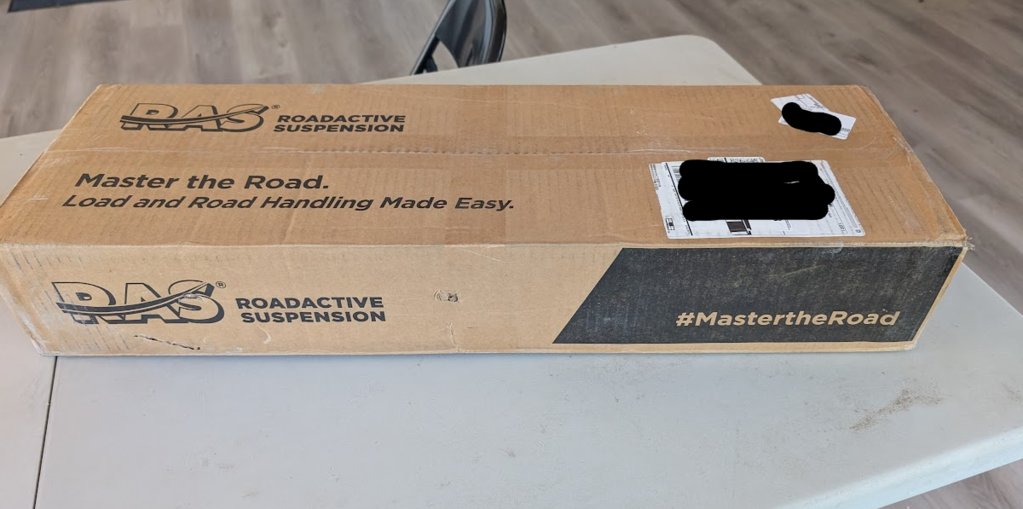 RAS®
ROADACTIVE
SUSPENSION
Master the Road.
Load and Road Handling Made Easy.
RAS®
ROADACTIVE
SUSPENSION
#MastertheRoad